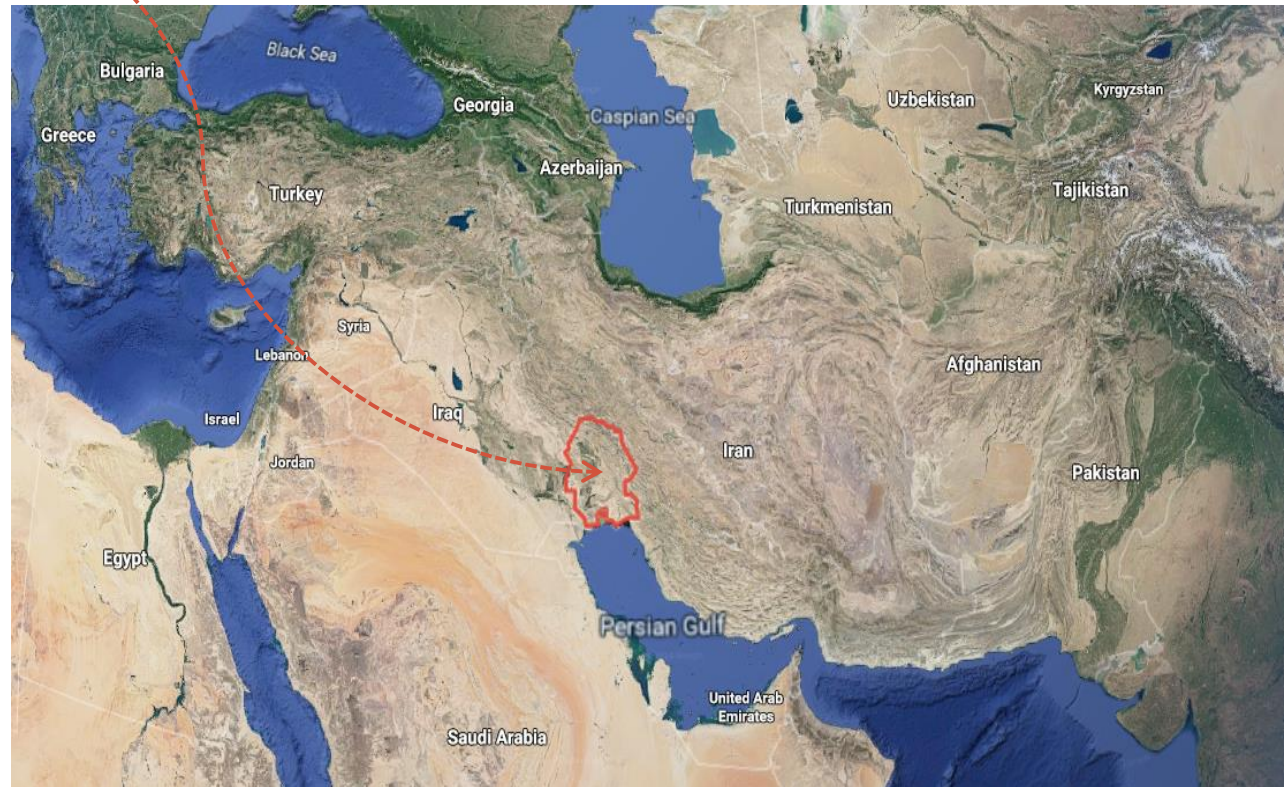 Black Sea
Bulgaria
Georgia
Uzbekistan
Kyrgyzstan
Caspian Sea
Greece
Azerbaijan
Turkey
Turkmenistan
Tajikistan
Syria
Lebanon
Afghanistan
Iraq
Israel
Iran
Jordan
Pakistan
Egypt
Persian Gulf
United Arab
Emirates
Saudi Arabia